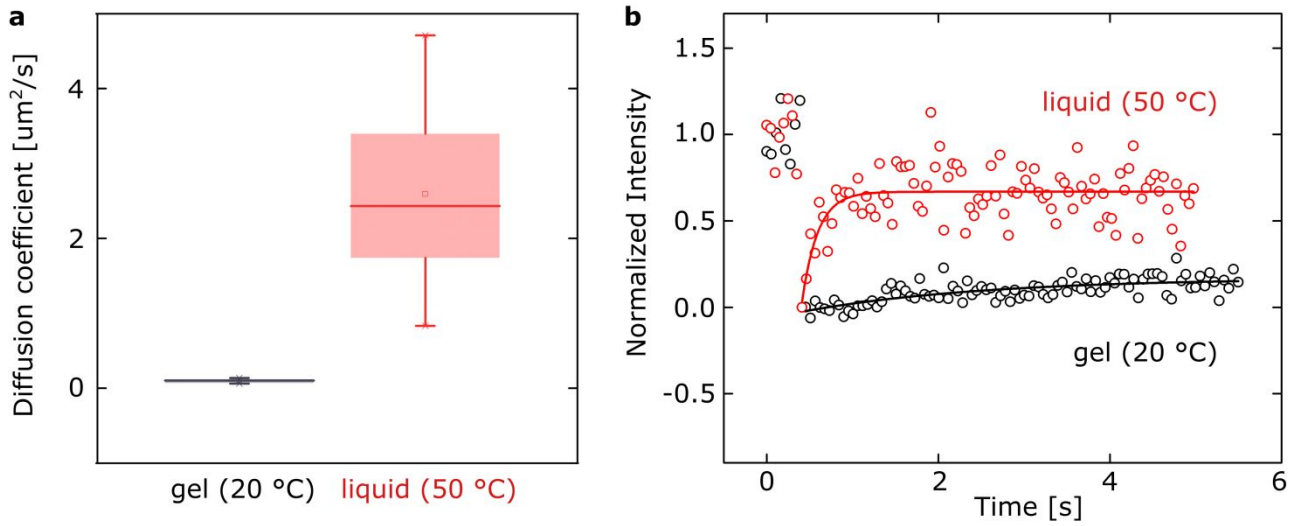 a
Diffusion coefficient [um²/s]
4
2
0
gel (20 °C)
liquid (50 °C)
b
Normalized Intensity
1.5
1.0
0.5
0.0
-0.5
liquid (50 °C)
gel (20 °C)
0
2
4
6
Time [s]